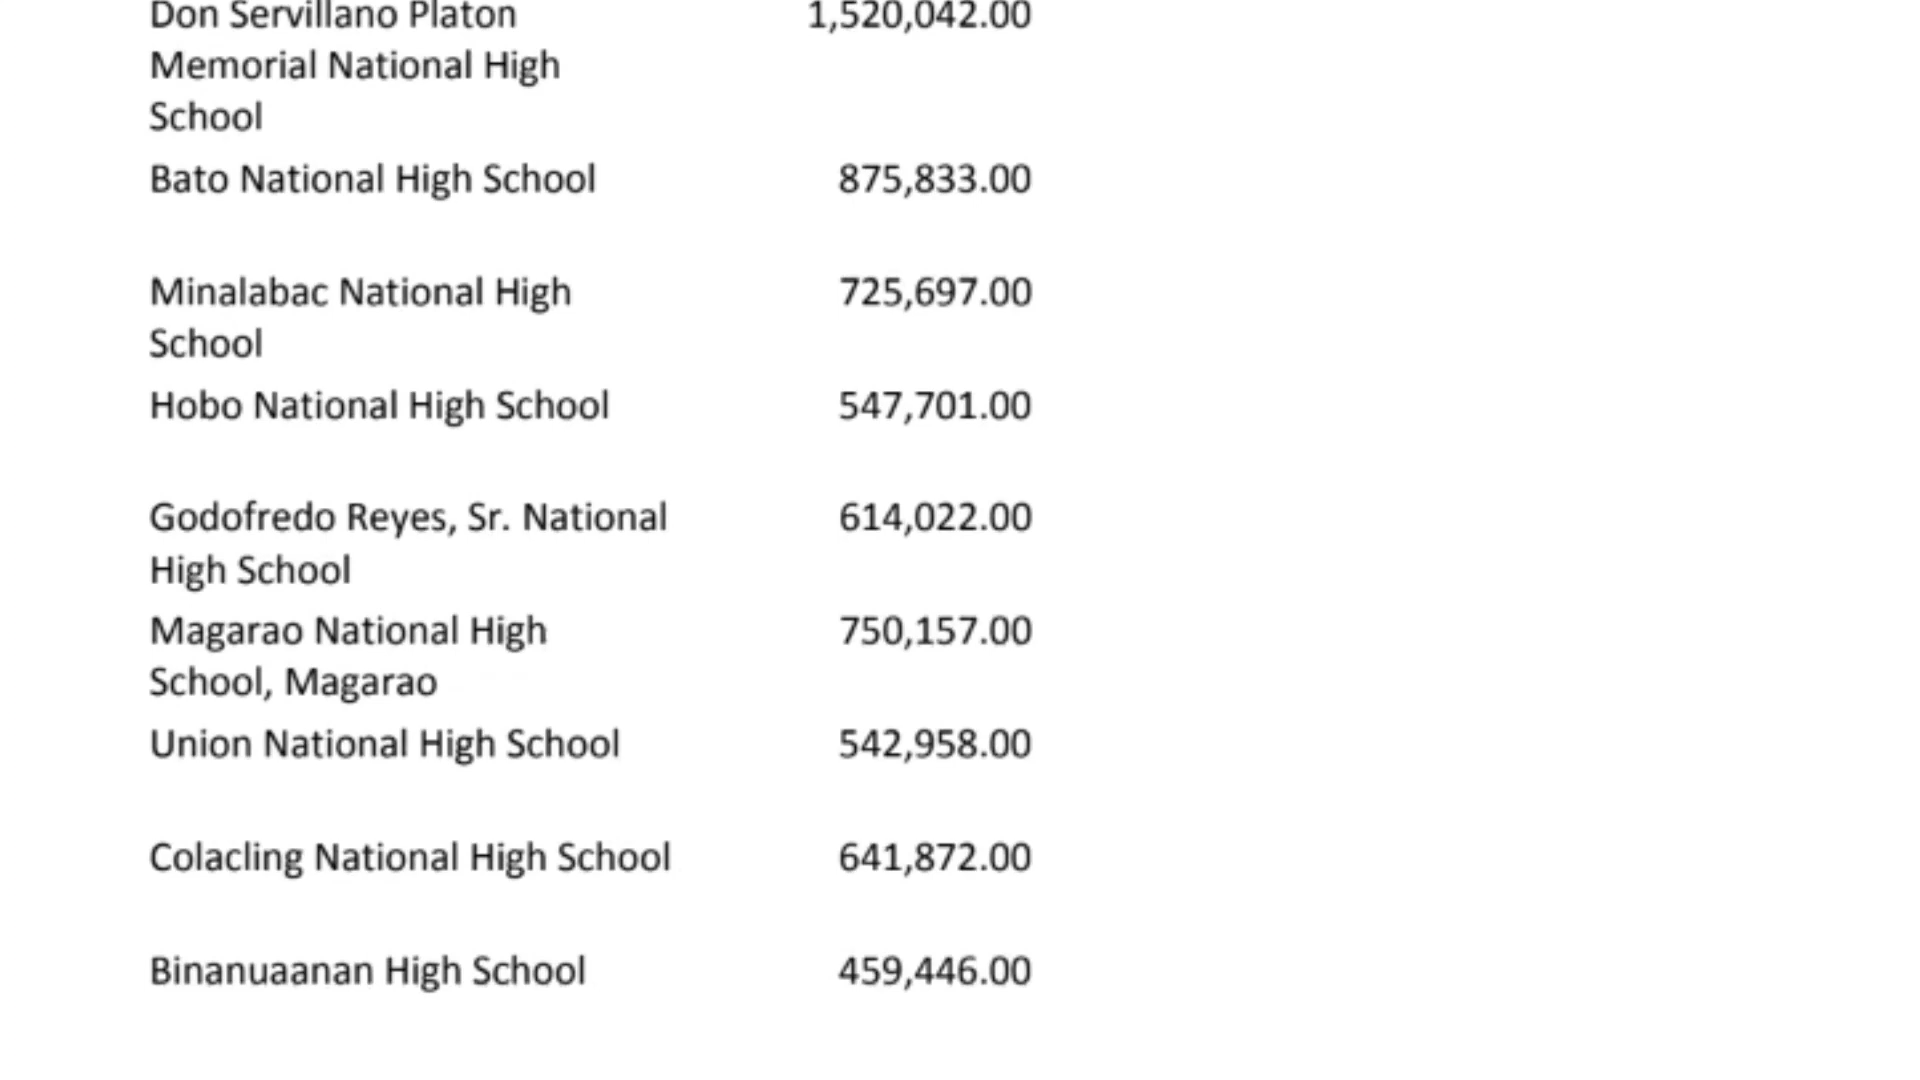 Don Servillano Platon 1,520,042.00
Memorial National High
School
Bato National High School 875,833.00
Minalabac National High 725,697.00
School
Hobo National High School 547,701.00
Godofredo Reyes, Sr. National 614,022.00
High School
Magarao National High 750,157.00
School, Magarao
Union National High School 542,958.00
Colacling National High School 641,872.00
Binanuaanan High School 459,446.00